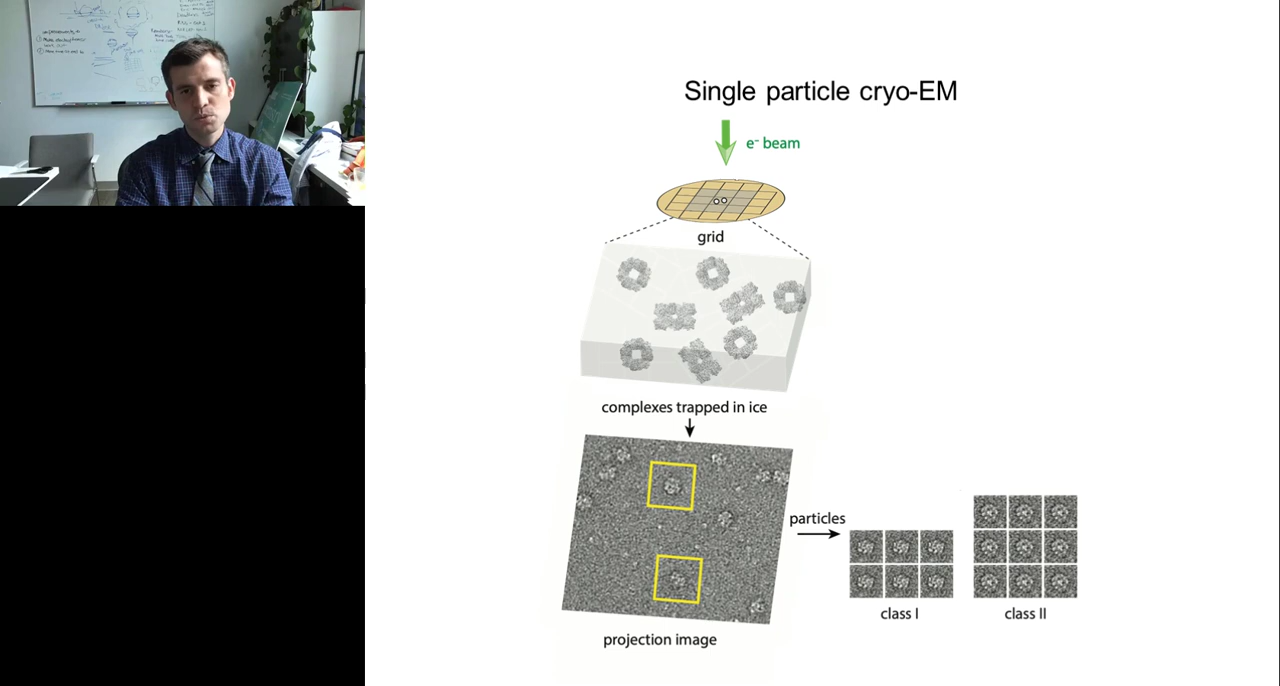 Single particle cryo-EM
e⁻ beam
grid
complexes trapped in ice
particles
class I
class II
projection image